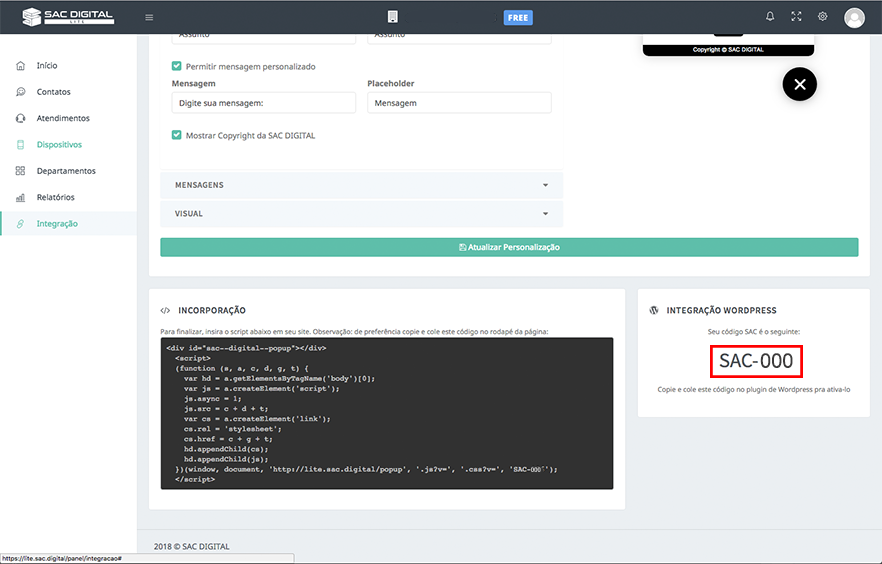 SAC DIGITAL
LITE
FREE
Início
Contatos
Atendimentos
Dispositivos
Departamentos
Relatórios
Integração
Assunto
Assunto
Permitir mensagem personalizado
Mensagem
Placeholder
Digite sua mensagem:
Mensagem
Mostrar Copyright da SAC DIGITAL
MENSAGENS
VISUAL
Atualizar Personalização
Copyright © SAC DIGITAL
</> INCORPORAÇÃO
Para finalizar, insira o script abaixo em seu site. Observação: de preferência copie e cole este código no rodapé da página:
<div id="sac--digital--popup"></div>
<script>
(function (s, a, c, d, g, t) {
var hd = a.getElementsByTagName('body')[0];
var js = a.createElement('script');
js.async = 1;
js.src = c + d + t;
var cs = a.createElement('link');
cs.rel = 'stylesheet';
cs.href = c + g + t;
hd.appendChild(cs);
hd.appendChild(js);
})(window, document, 'http://lite.sac.digital/popup', '.js?v=', '.css?v=', 'SAC-000');
</script>
INTEGRAÇÃO WORDPRESS
Seu código SAC é o seguinte:
SAC-000
Copie e cole este código no plugin de Wordpress pra ativa-lo
2018 © SAC DIGITAL
https://lite.sac.digital/panel/integracao#